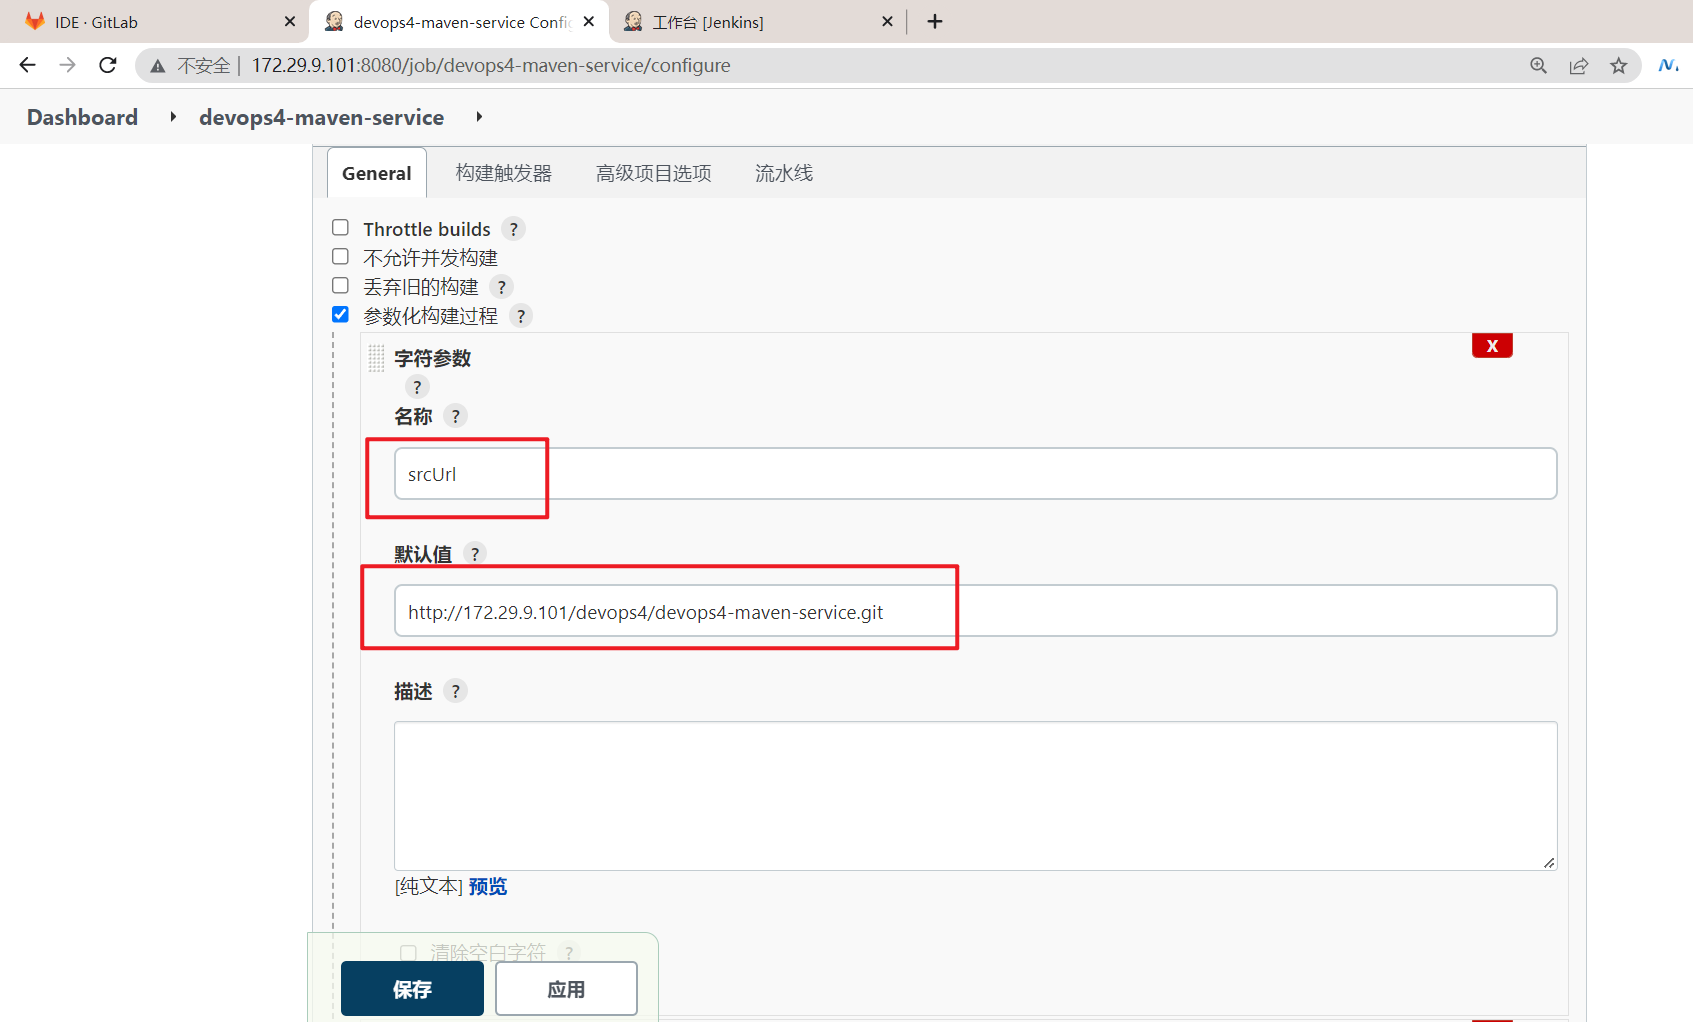 IDE · GitLab
devops4-maven-service Confi
工作台 [Jenkins]
不安全 172.29.9.101:8080/job/devops4-maven-service/configure
Dashboard devops4-maven-service
General 构建触发器 高级项目选项 流水线
Throttle builds ?
不允许并发构建
丢弃旧的构建 ?
参数化构建过程 ?
字符参数
X
?
名称 ?
srcUrl
默认值 ?
http://172.29.9.101/devops4/devops4-maven-service.git
描述 ?
[纯文本] 预览
清除空白字符 ?
保存 应用